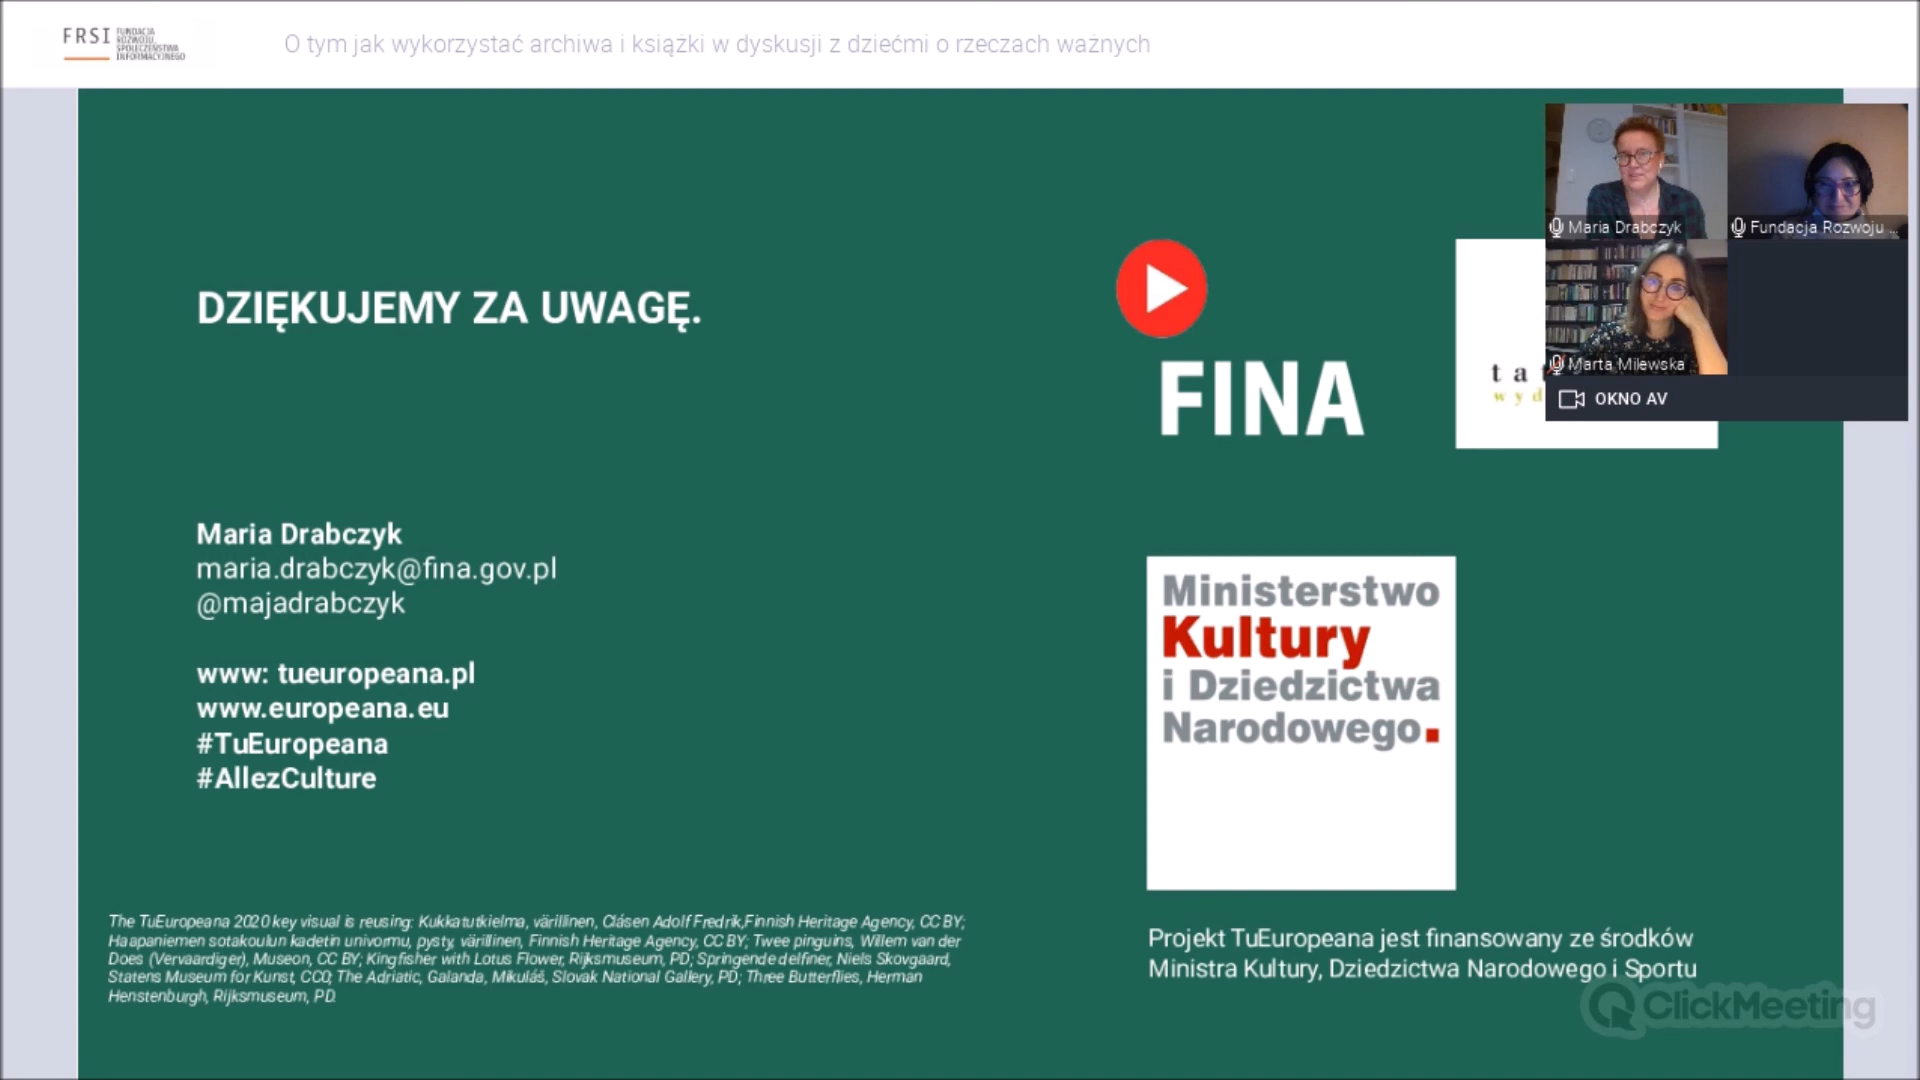 FRSI
FUNDACJA
ROZWOJU
SPOŁECZEŃSTWA
INFORMACYJNEGO
O tym jak wykorzystać archiwa i książki w dyskusji z dziećmi o rzeczach ważnych
Maria Drabczyk
Fundacja Rozwoju ...
Marta Milewska
OKNO AV
DZIĘKUJEMY ZA UWAGĘ.
FINA
Maria Drabczyk
maria.drabczyk@fina.gov.pl
@majadrabczyk
www: tueuropeana.pl
www.europeana.eu
#TuEuropeana
#AllezCulture
Ministerstwo
Kultury
i Dziedzictwa
Narodowego.
The TuEuropeana 2020 key visual is reusing: Kukkatutkielma, värillinen, Clásen Adolf Fredrik,Finnish Heritage Agency, CC BY;
Haapaniemen sotakoulun kadetin univormu, pysty, värillinen, Finnish Heritage Agency, CC BY; Twee pinguins, Willem van der
Does (Vervaardiger), Museon, CC BY; Kingfisher with Lotus Flower, Rijksmuseum, PD; Springende delfiner, Niels Skovgaard,
Statens Museum for Kunst, CC0; The Adriatic, Galanda, Mikuláš, Slovak National Gallery, PD; Three Butterflies, Herman
Henstenburgh, Rijksmuseum, PD.
Projekt TuEuropeana jest finansowany ze środków
Ministra Kultury, Dziedzictwa Narodowego i Sportu
ClickMeeting